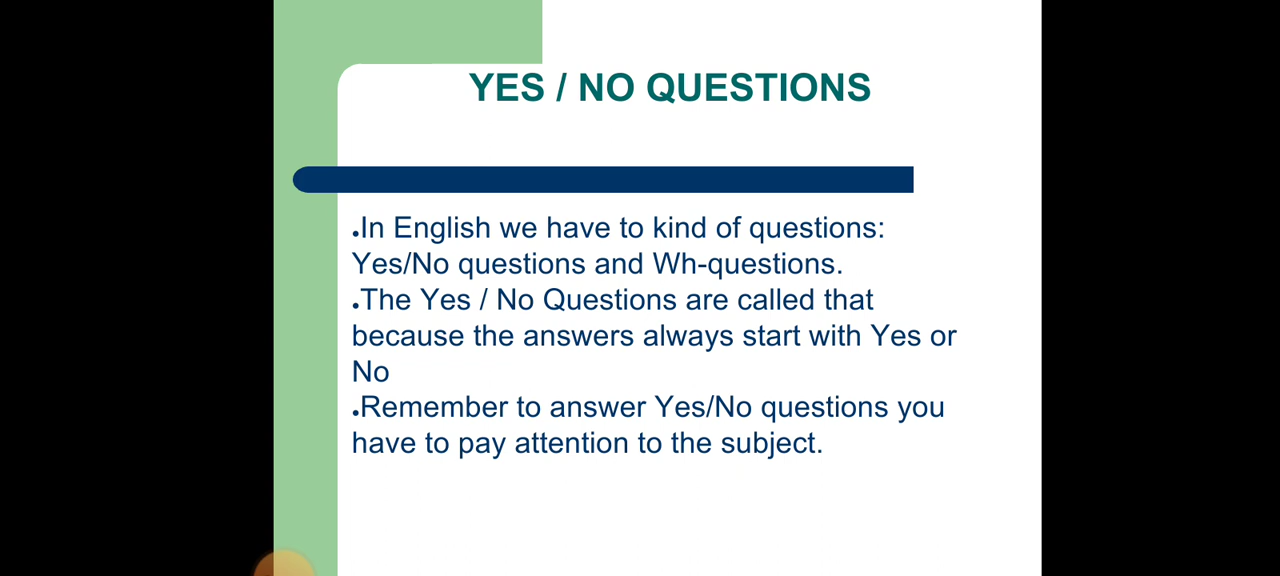 YES / NO QUESTIONS
•In English we have to kind of questions:
Yes/No questions and Wh-questions.
•The Yes / No Questions are called that
because the answers always start with Yes or
No
•Remember to answer Yes/No questions you
have to pay attention to the subject.